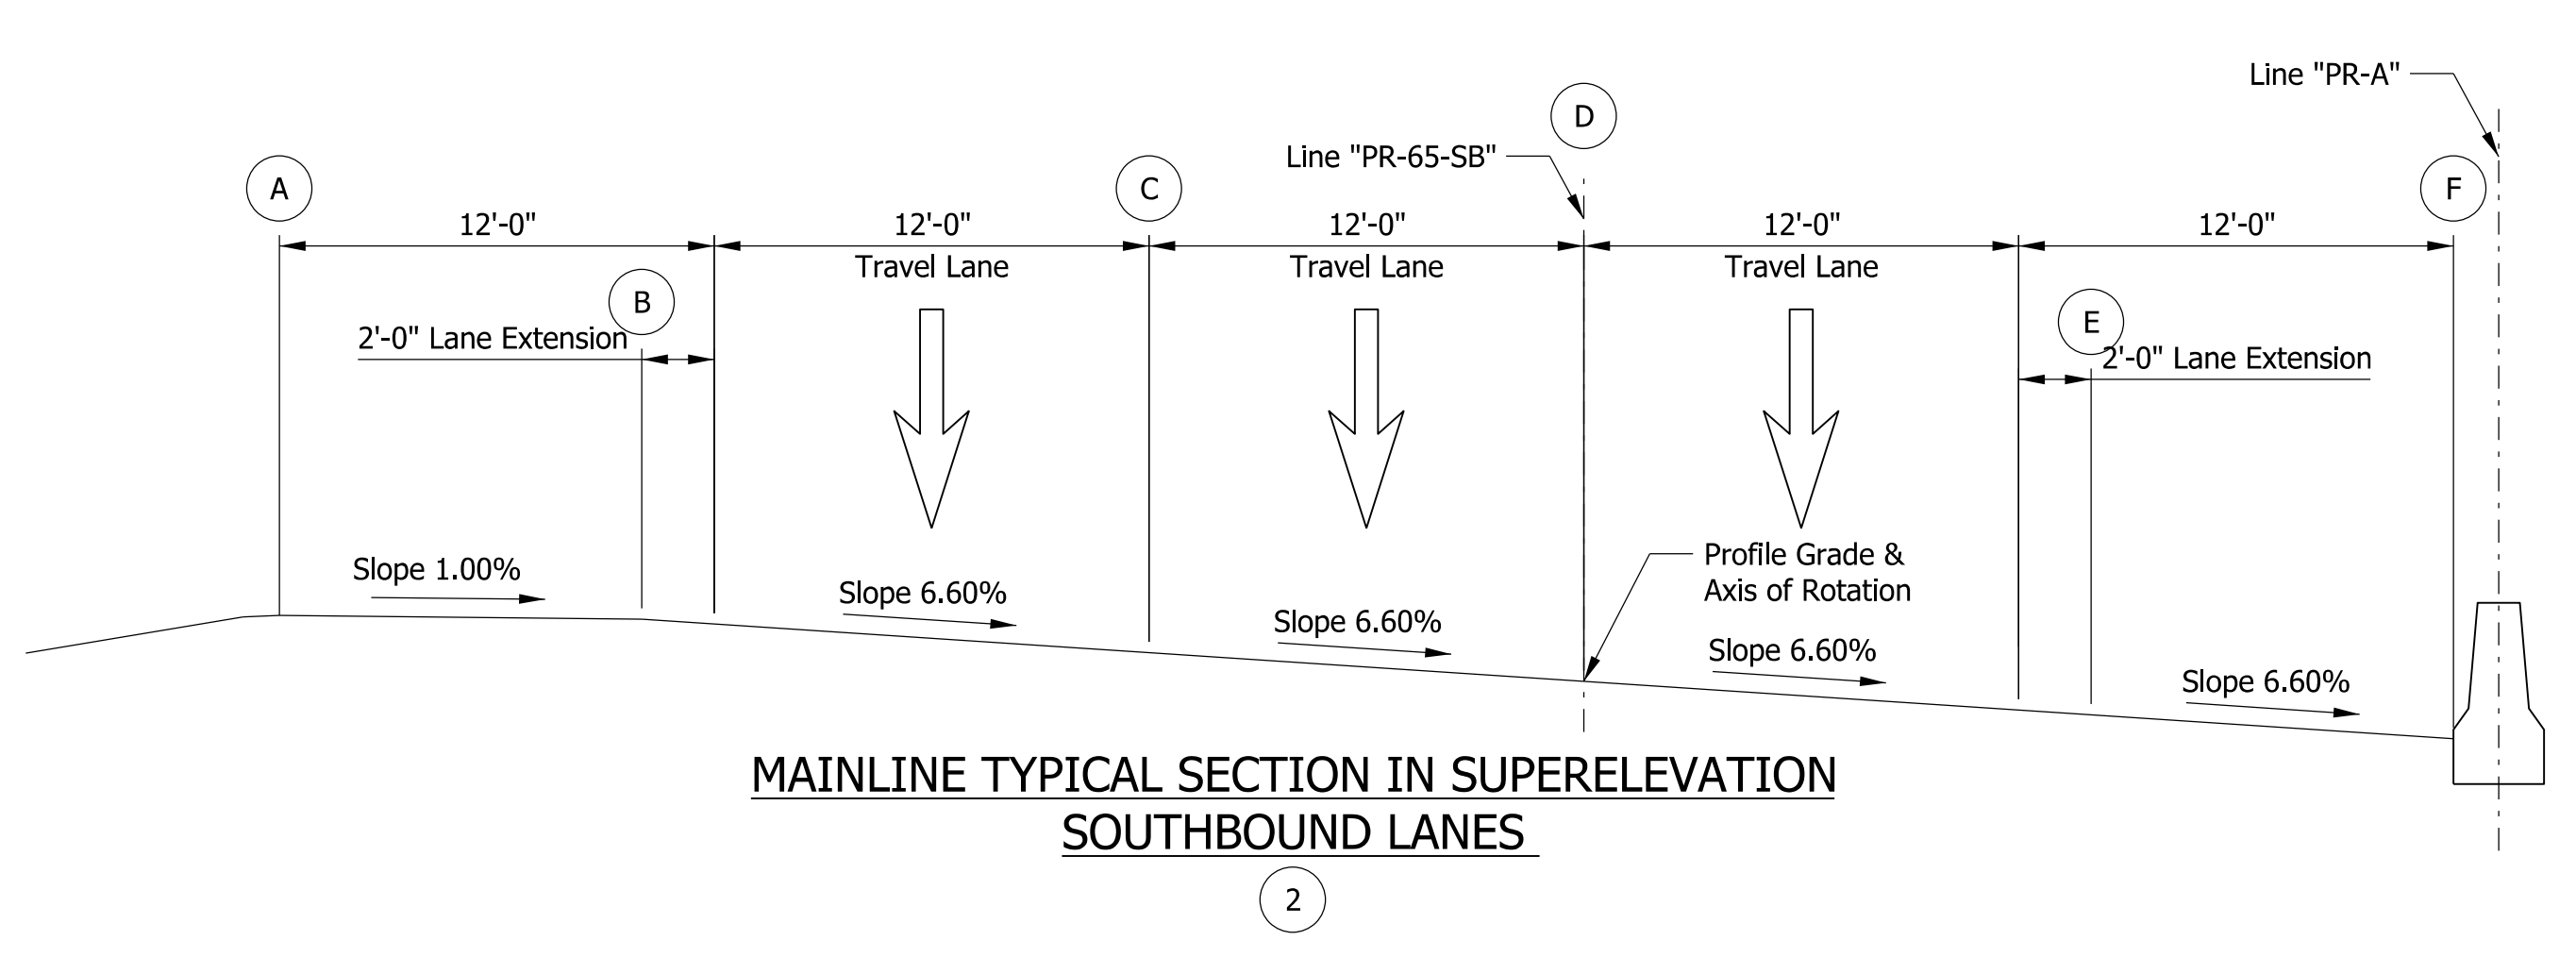 Line "PR-A"
D
Line "PR-65-SB"
A
C
F
12'-0"
12'-0"
12'-0"
12'-0"
12'-0"
Travel Lane
Travel Lane
Travel Lane
B
E
2'-0" Lane Extension
2'-0" Lane Extension
Slope 1.00%
Slope 6.60%
Slope 6.60%
Profile Grade &
Axis of Rotation
Slope 6.60%
Slope 6.60%
MAINLINE TYPICAL SECTION IN SUPERELEVATION
SOUTHBOUND LANES
2